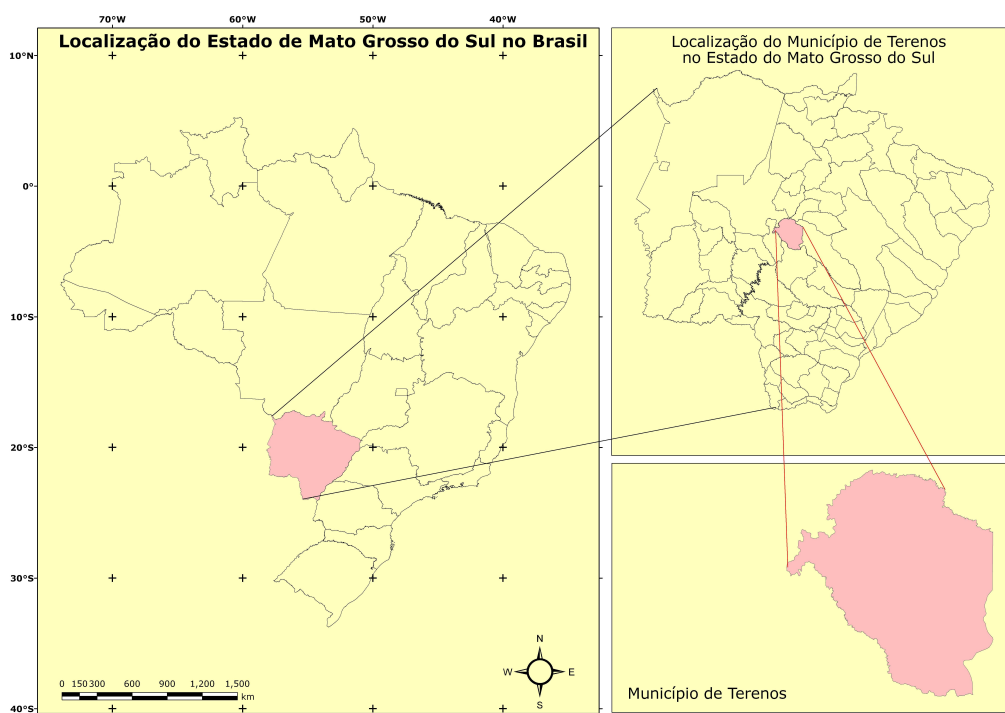 70°W 60°W 50°W 40°W
Localização do Estado de Mato Grosso do Sul no Brasil
10°N
0°
10°S
20°S
30°S
40°S
N
W E
S
0 150 300 600 900 1,200 1,500
km
Localização do Município de Terenos
no Estado do Mato Grosso do Sul
Município de Terenos